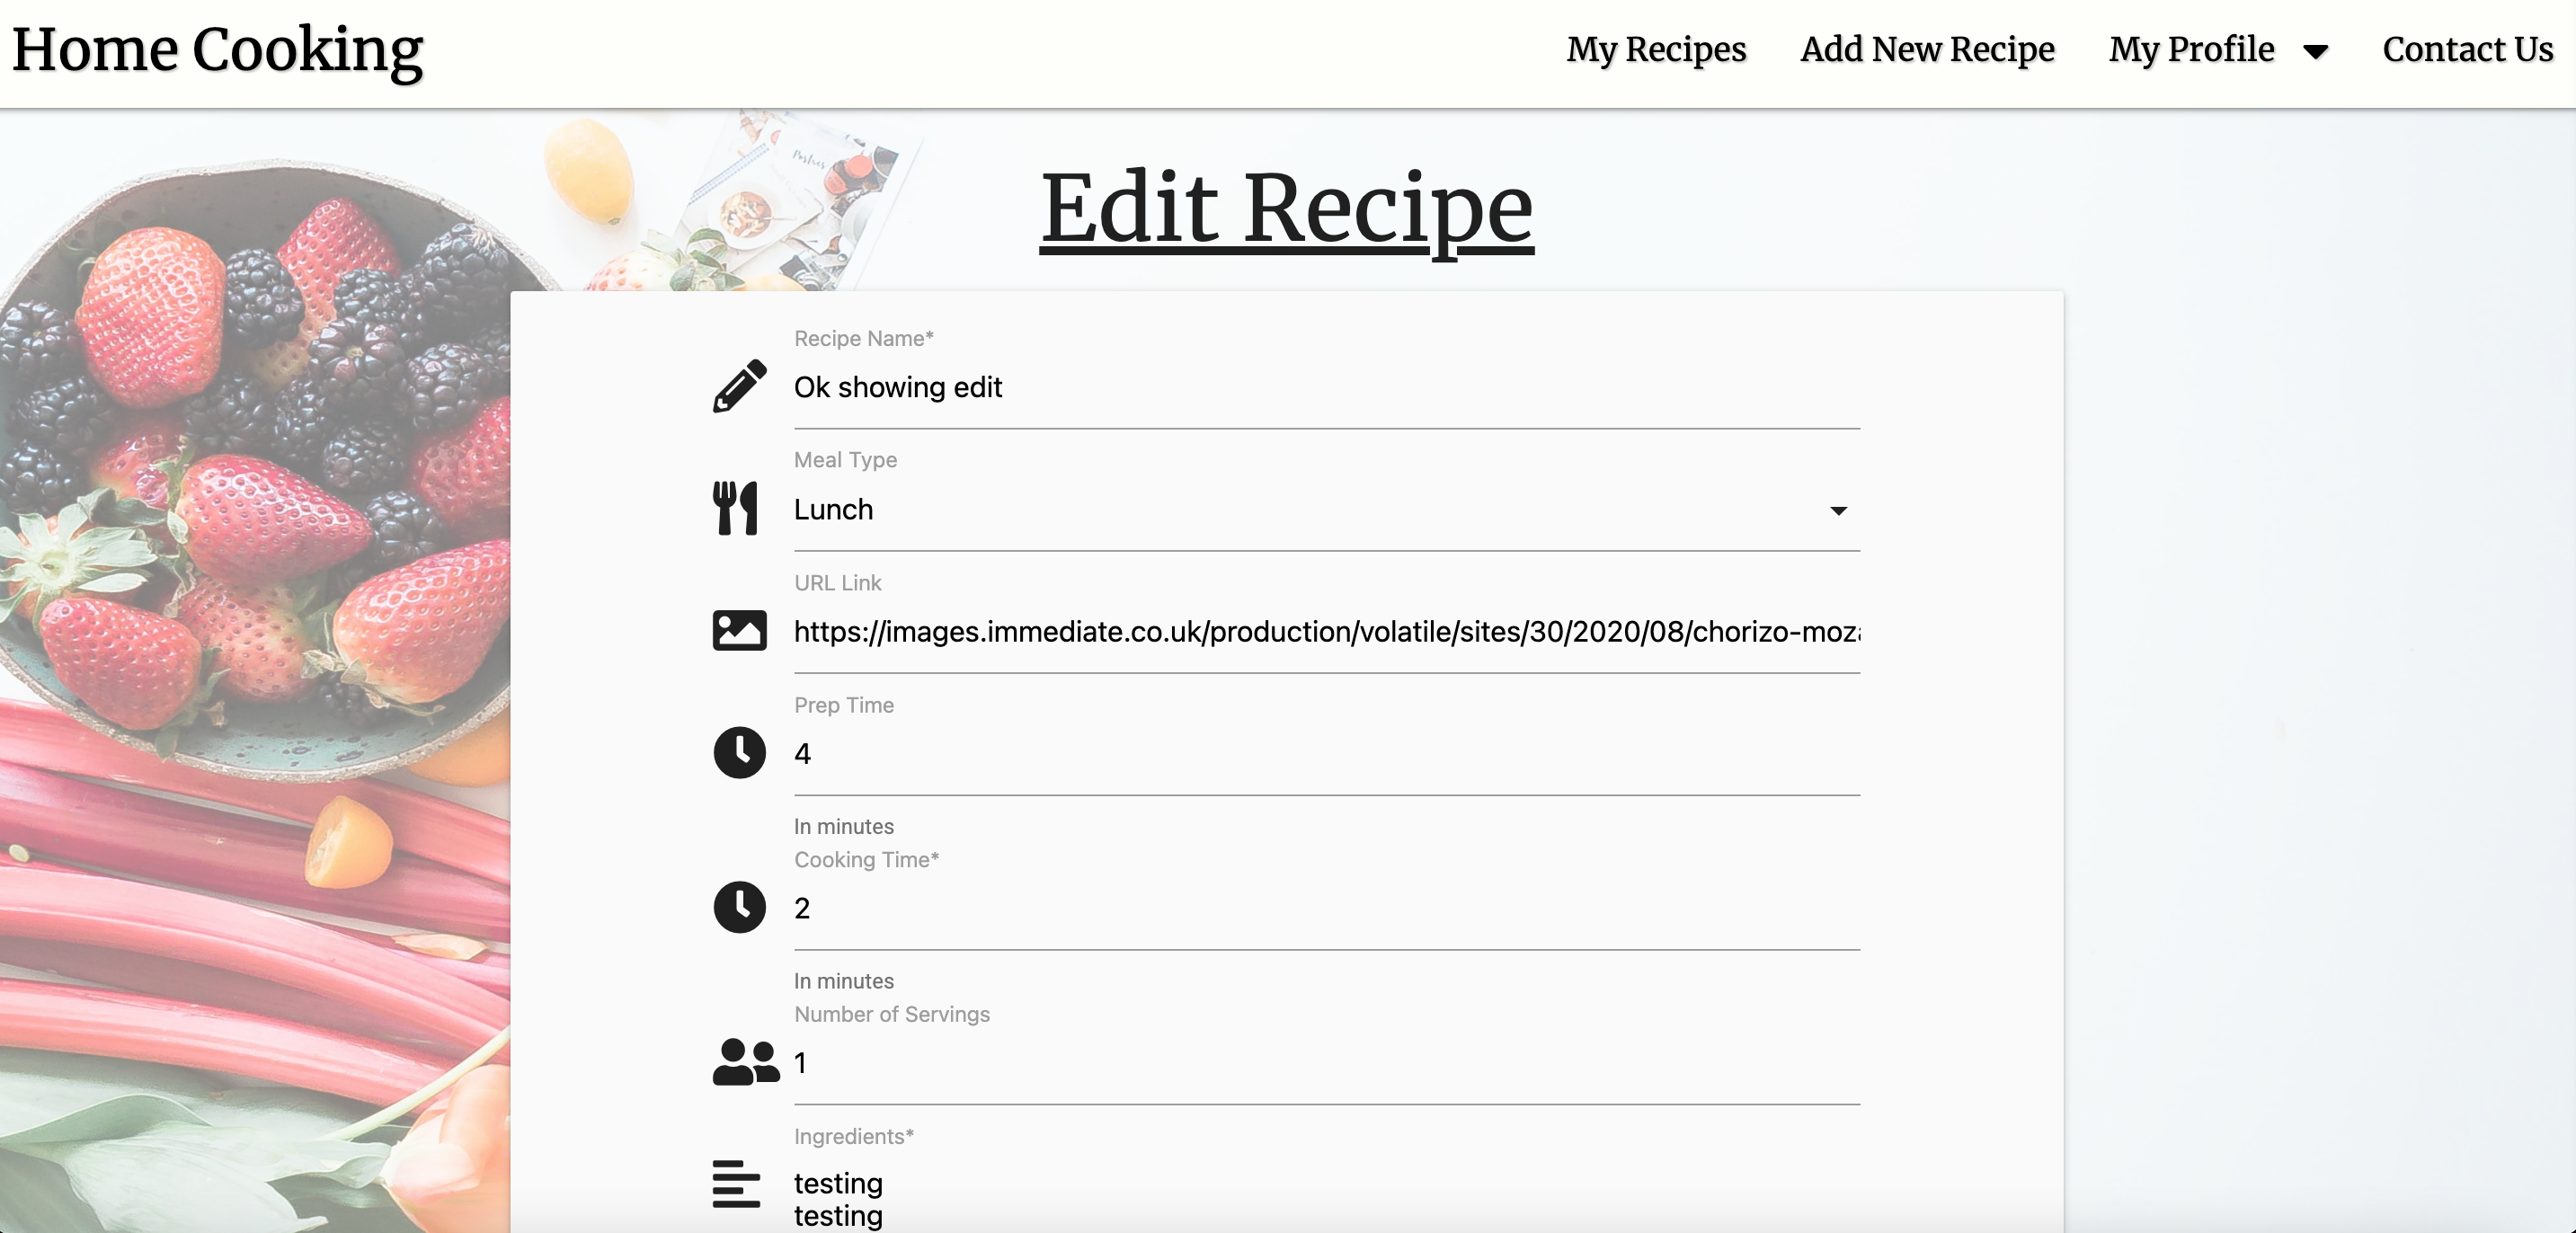 Home Cooking
My Recipes Add New Recipe My Profile Contact Us
Edit Recipe
Recipe Name*
Ok showing edit
Meal Type
Lunch
URL Link
https://images.immediate.co.uk/production/volatile/sites/30/2020/08/chorizo-moz
Prep Time
4
In minutes
Cooking Time*
2
In minutes
Number of Servings
1
Ingredients*
testing
testing